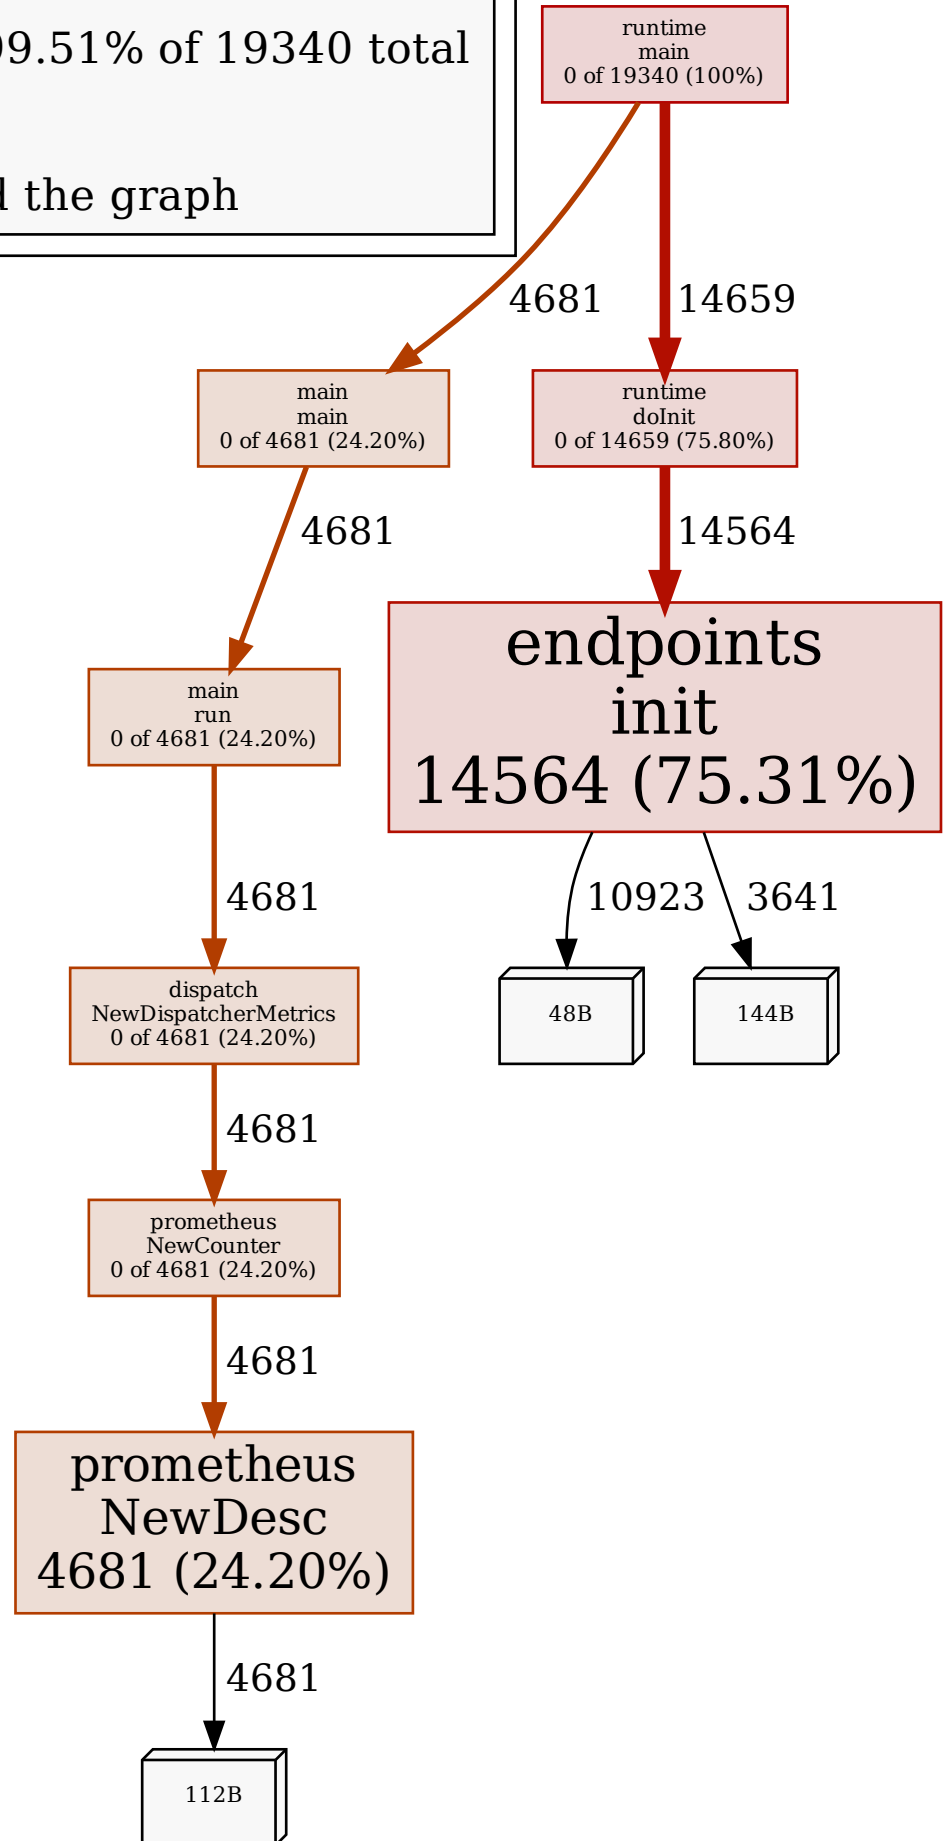 99.51% of 19340 total
d the graph
runtime
main
0 of 19340 (100%)
4681
14659
main
main
0 of 4681 (24.20%)
runtime
doInit
0 of 14659 (75.80%)
4681
14564
endpoints
init
14564 (75.31%)
main
run
0 of 4681 (24.20%)
4681
10923
3641
dispatch
NewDispatcherMetrics
0 of 4681 (24.20%)
48B
144B
4681
prometheus
NewCounter
0 of 4681 (24.20%)
4681
prometheus
NewDesc
4681 (24.20%)
4681
112B